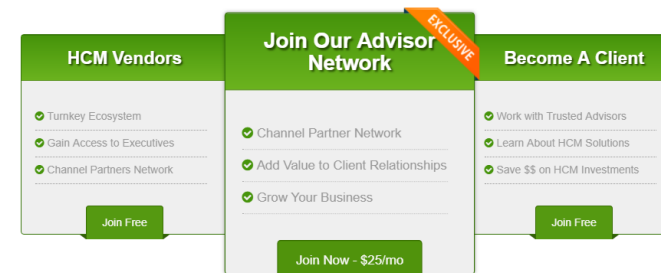 HCM Vendors
Turnkey Ecosystem
Gain Access to Executives
Channel Partners Network
Join Free
EXCLUSIVE
Join Our Advisor
Network
Channel Partner Network
Add Value to Client Relationships
Grow Your Business
Join Now - $25/mo
Become A Client
Work with Trusted Advisors
Learn About HCM Solutions
Save $$ on HCM Investments
Join Free